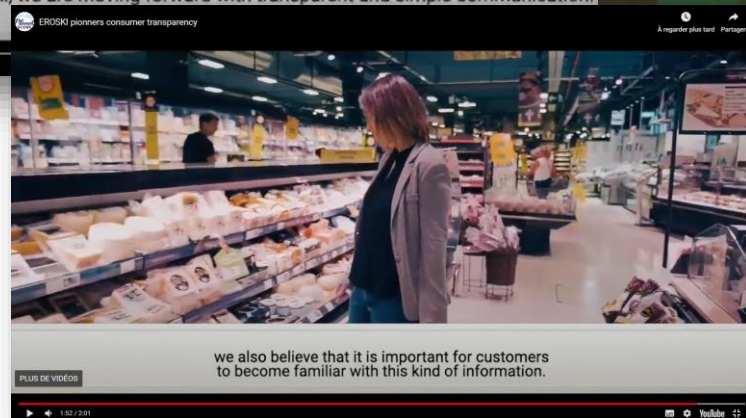 we are moving forward with transparent and simple communication.
EROSKI pionners consumer transparency
À regarder plus tard
Partager
we also believe that it is important for customers
to become familiar with this kind of information.
PLUS DE VIDÉOS
1:52 / 2:01
YouTube